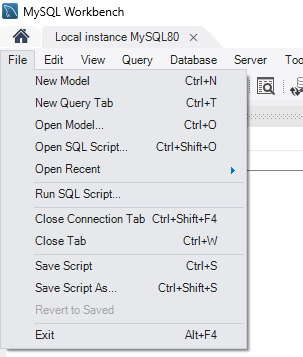 MySQL Workbench
Local instance MySQL80 ×
File Edit View Query Database Server Too
New Model Ctrl+N
New Query Tab Ctrl+T
Open Model... Ctrl+O
Open SQL Script... Ctrl+Shift+O
Open Recent
Run SQL Script...
Close Connection Tab Ctrl+Shift+F4
Close Tab Ctrl+W
Save Script Ctrl+S
Save Script As... Ctrl+Shift+S
Revert to Saved
Exit Alt+F4